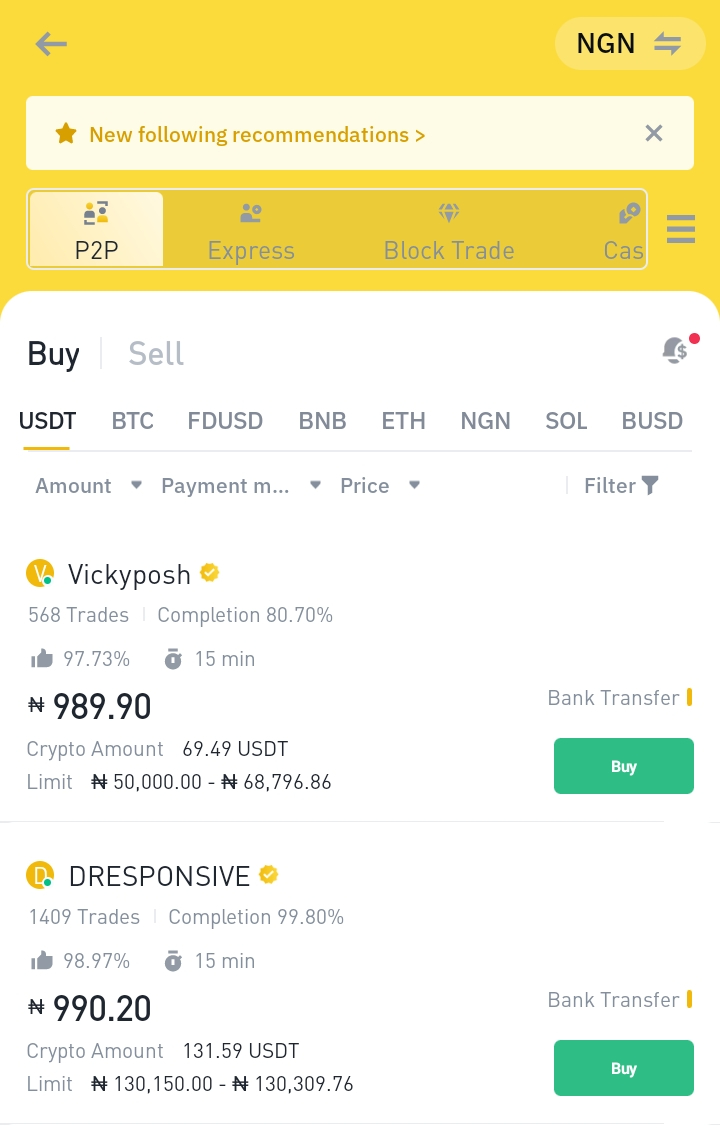 NGN
New following recommendations >
P2P Express Block Trade Cas
Buy Sell
USDT BTC FDUSD BNB ETH NGN SOL BUSD
Amount Payment m... Price Filter
V Vickyposh
568 Trades Completion 80.70%
97.73% 15 min
₦ 989.90
Bank Transfer
Crypto Amount 69.49 USDT
Limit ₦ 50,000.00 - ₦ 68,796.86
Buy
D DRESPONSIVE
1409 Trades Completion 99.80%
98.97% 15 min
₦ 990.20
Bank Transfer
Crypto Amount 131.59 USDT
Limit ₦ 130,150.00 - ₦ 130,309.76
Buy